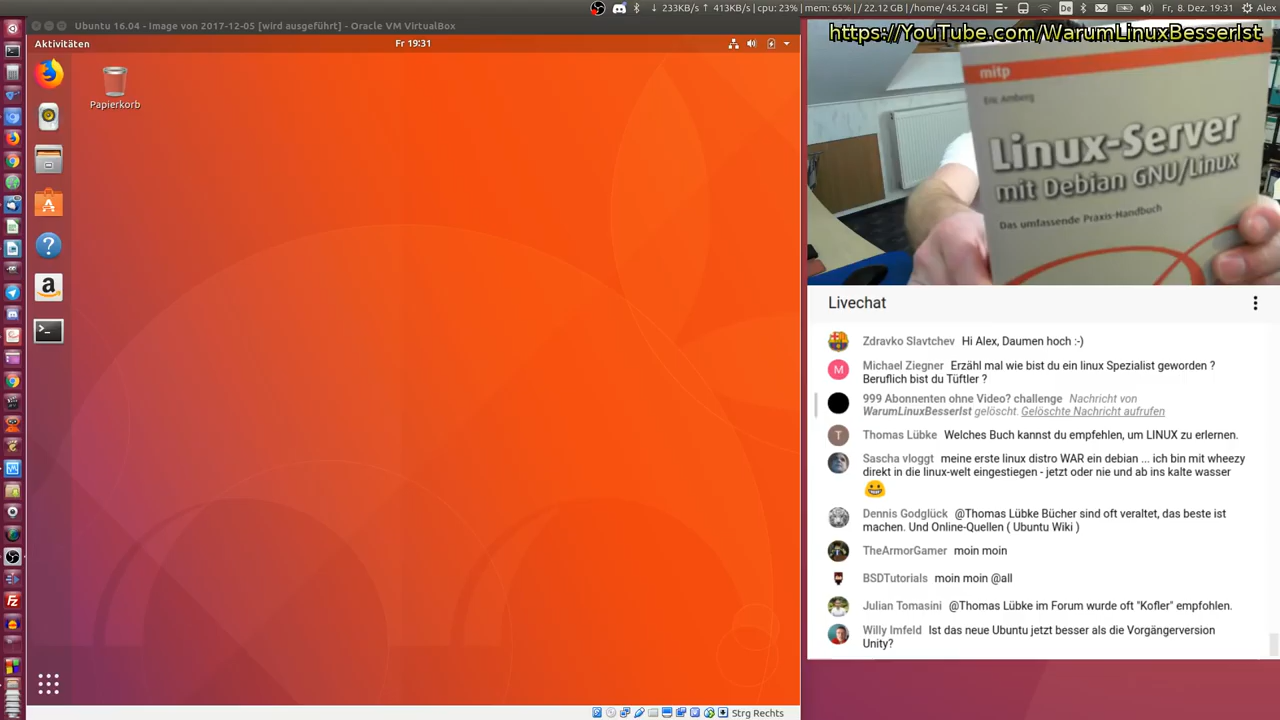 Ubuntu 16.04 - Image von 2017-12-05 [wird ausgeführt] - Oracle VM VirtualBox
↓ 233KB/s ↑ 413KB/s | cpu: 23% | mem: 65% | / 22.12 GB | /home/ 45.24 GB |
De
Fr, 8. Dez. 19:31
Alex
Aktivitäten
Fr 19:31
Papierkorb
Strg Rechts
https://YouTube.com/WarumLinuxBesserIst
mitp
Eric Amberg
Linux-Server
mit Debian GNU/Linux
Das umfassende Praxis-Handbuch
Livechat
Zdravko Slavtchev Hi Alex, Daumen hoch :-)
Michael Ziegner Erzähl mal wie bist du ein linux Spezialist geworden ?
Beruflich bist du Tüftler ?
999 Abonnenten ohne Video? challenge Nachricht von
WarumLinuxBesserIst gelöscht. Gelöschte Nachricht aufrufen
Thomas Lübke Welches Buch kannst du empfehlen, um LINUX zu erlernen.
Sascha vloggt meine erste linux distro WAR ein debian ... ich bin mit wheezy
direkt in die linux-welt eingestiegen - jetzt oder nie und ab ins kalte wasser
Dennis Godglück @Thomas Lübke Bücher sind oft veraltet, das beste ist
machen. Und Online-Quellen ( Ubuntu Wiki )
TheArmorGamer moin moin
BSDTutorials moin moin @all
Julian Tomasini @Thomas Lübke im Forum wurde oft "Kofler" empfohlen.
Willy Imfeld Ist das neue Ubuntu jetzt besser als die Vorgängerversion
Unity?